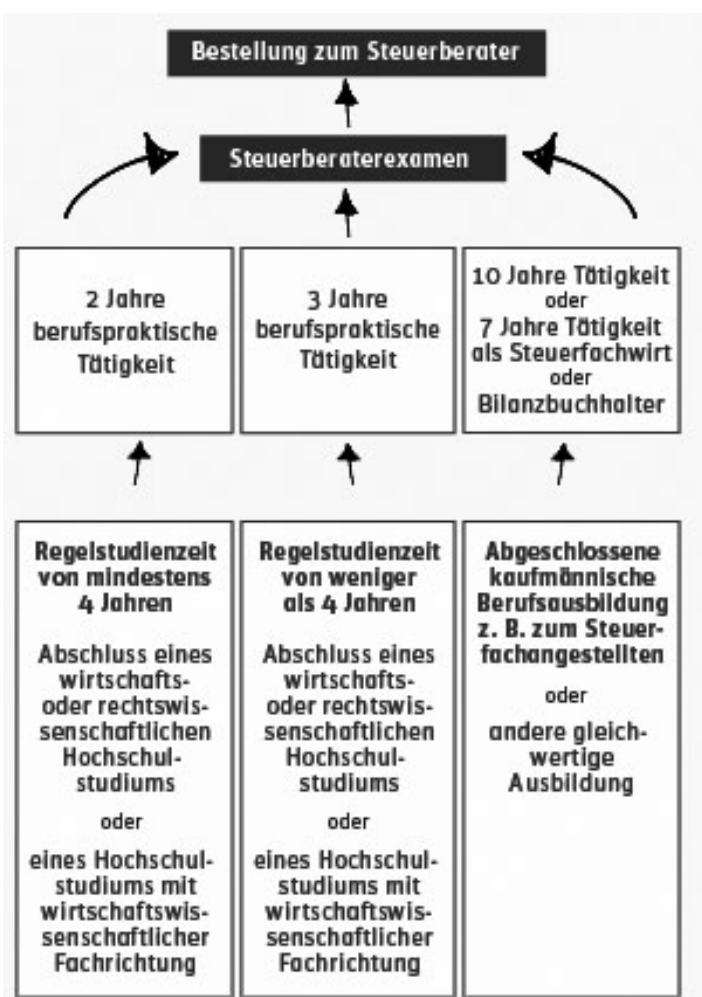 Bestellung zum Steuerberater
Steuerberaterexamen
2 Jahre
berufspraktische
Tätigkeit
3 Jahre
berufspraktische
Tätigkeit
10 Jahre Tätigkeit
oder
7 Jahre Tätigkeit
als Steuerfachwirt
oder
Bilanzbuchhalter
Regelstudienzeit
von mindestens
4 Jahren
Abschluss eines
wirtschafts-
oder rechtswis-
senschaftlichen
Hochschul-
studiums
oder
eines Hochschul-
studiums mit
wirtschaftswis-
senschaftlicher
Fachrichtung
Regelstudienzeit
von weniger
als 4 Jahren
Abschluss eines
wirtschafts-
oder rechtswis-
senschaftlichen
Hochschul-
studiums
oder
eines Hochschul-
studiums mit
wirtschaftswis-
senschaftlicher
Fachrichtung
Abgeschlossene
kaufmännische
Berufsausbildung
z. B. zum Steuer-
fachangestellten
oder
andere gleich-
wertige
Ausbildung